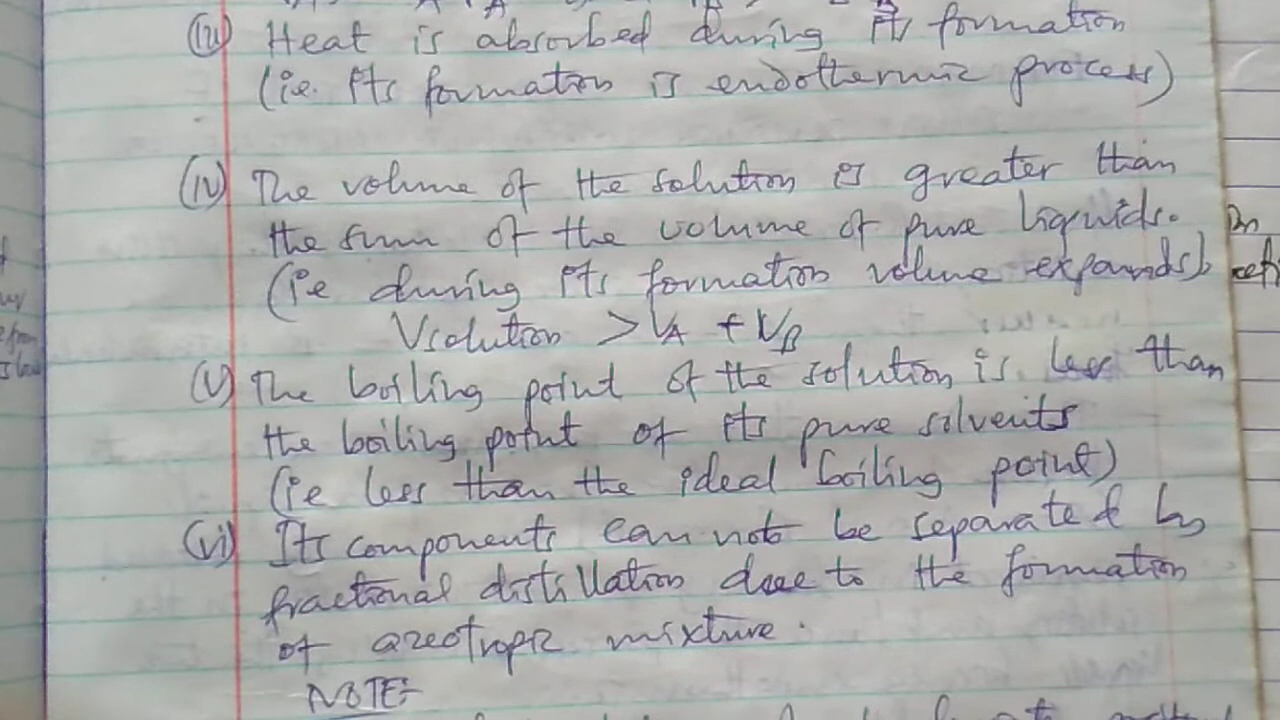 (iii) Heat is absorbed during its formation
(i.e. its formation is endothermic process)
(iv) The volume of the solution is greater than
the sum of the volume of pure liquids.
(i.e during its formation volume expands)
Vsolution > VA + VB
(v) The boiling point of the solution is less than
the boiling point of its pure solvents
(i.e less than the ideal boiling point)
(vi) Its components can not be separated by
fractional distillation due to the formation
of azeotropic mixture.
NOTE: